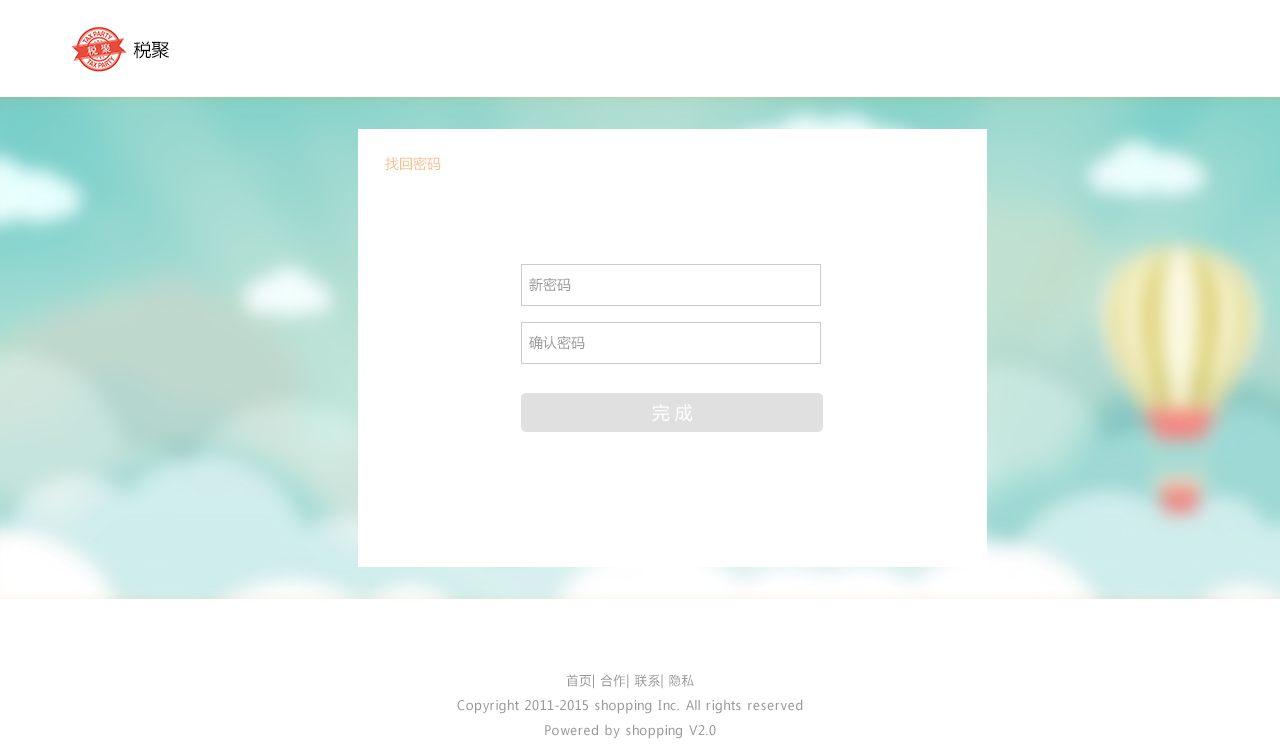 TAX PARTY
税聚
TAX PARTY
税聚
找回密码
新密码
确认密码
完成
首页| 合作| 联系| 隐私
Copyright 2011-2015 shopping Inc. All rights reserved
Powered by shopping V2.0